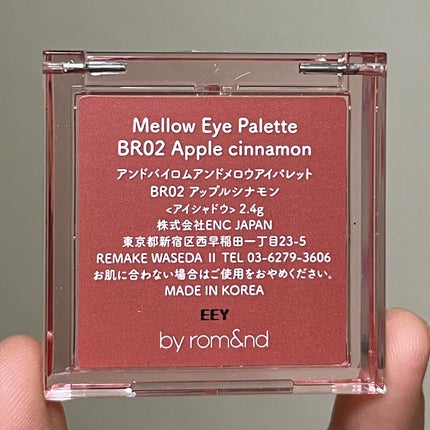 Mellow Eye Palette
BR02 Apple cinnamon
アンドバイロムアンドメロウアイパレット
BR02 アップルシナモン
<アイシャドウ> 2.4g
株式会社ENC JAPAN
東京都新宿区西早稲田一丁目23-5
REMAKE WASEDA II TEL 03-6279-3606
お肌に合わない場合はご使用をおやめください。
MADE IN KOREA
EEY
by rom&nd